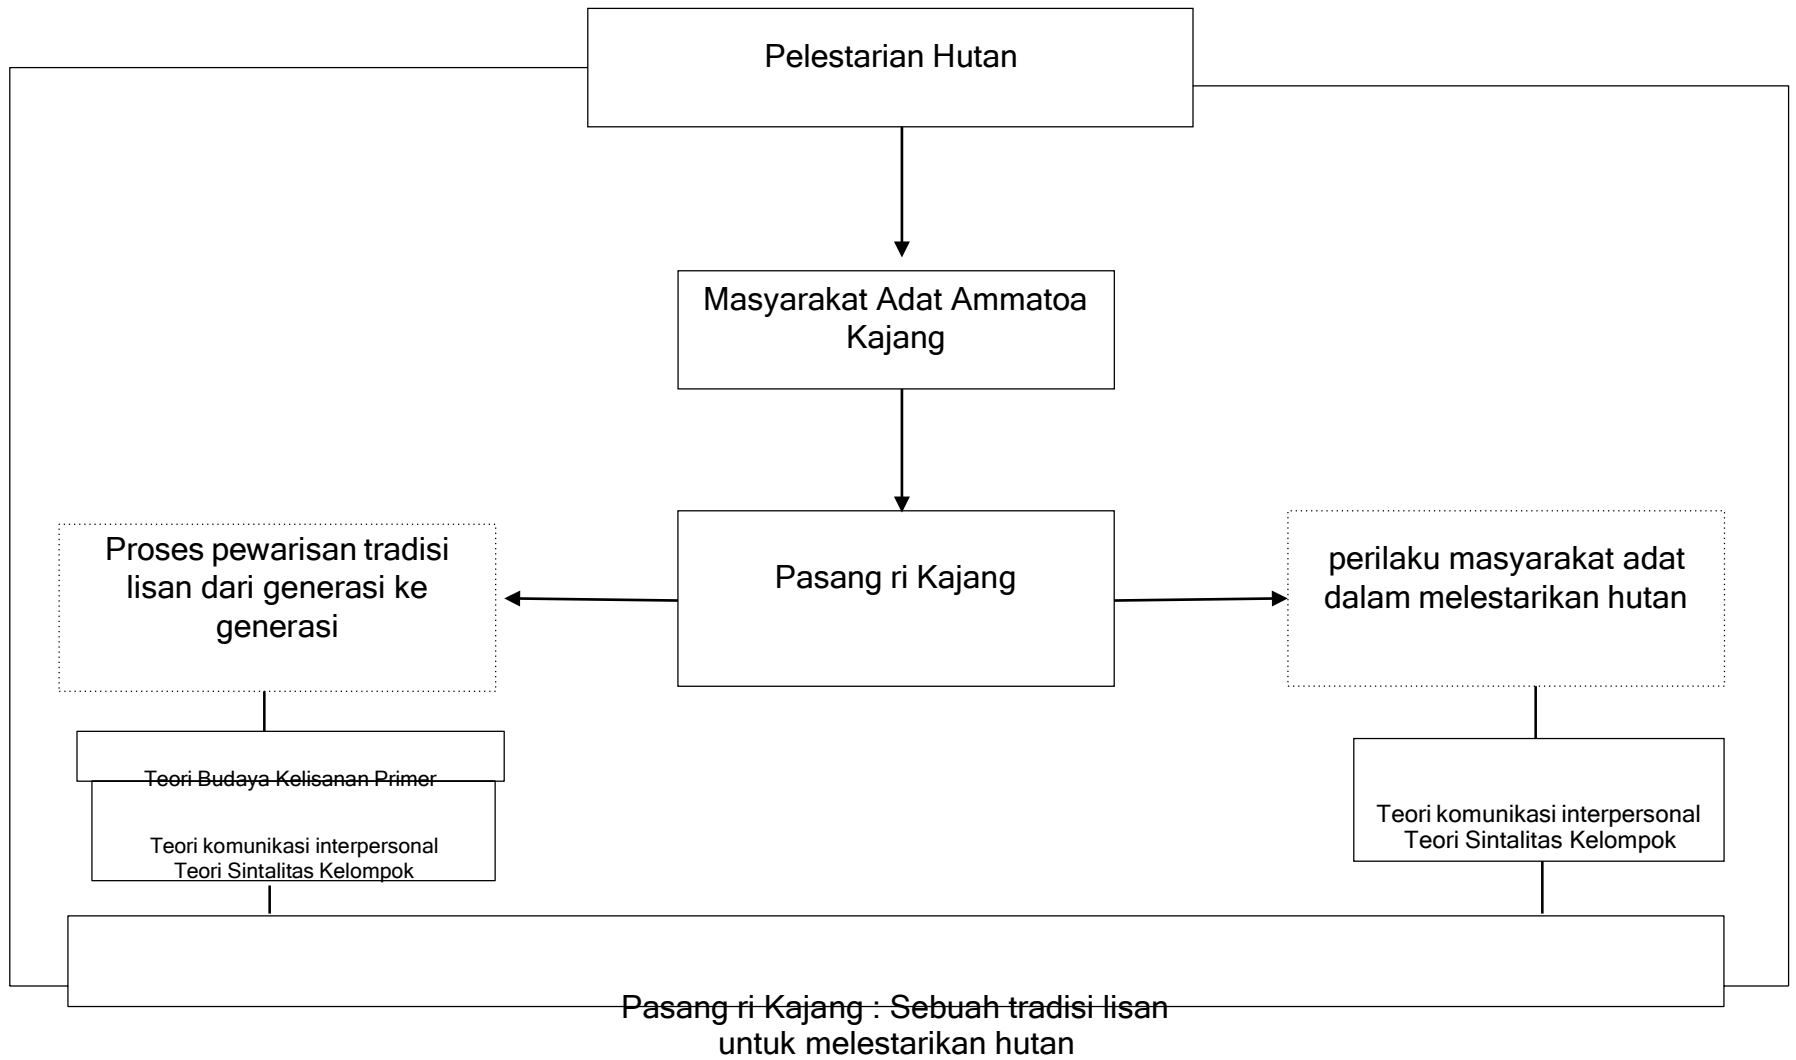 Pelestarian Hutan
Masyarakat Adat Ammatoa
Kajang
Proses pewarisan tradisi
lisan dari generasi ke
generasi
Pasang ri Kajang
perilaku masyarakat adat
dalam melestarikan hutan
Teori Budaya Kelisanan Primer
Teori komunikasi interpersonal
Teori Sintalitas Kelompok
Teori komunikasi interpersonal
Teori Sintalitas Kelompok
Pasang ri Kajang : Sebuah tradisi lisan
untuk melestarikan hutan